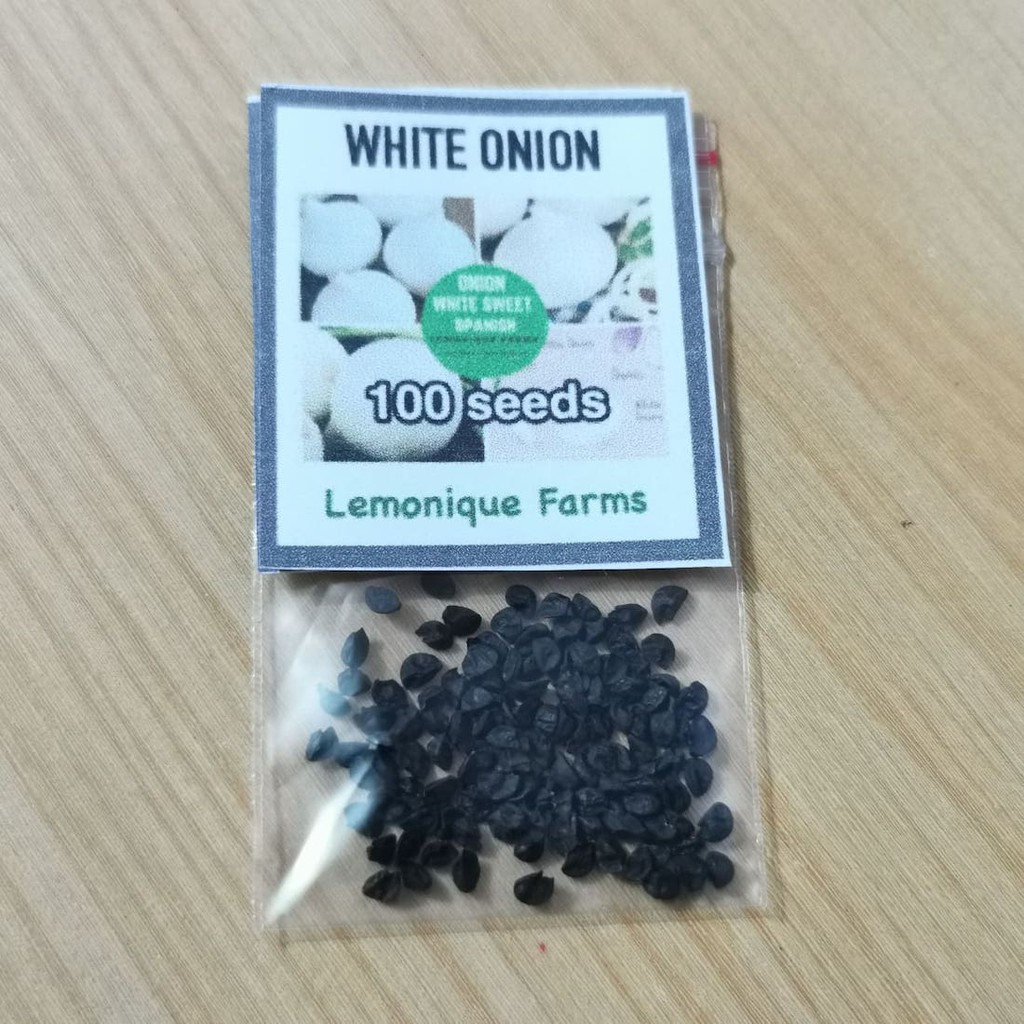 WHITE ONION
ONION
WHITE SWEET
SPANISH
100 seeds
Lemonique Farms